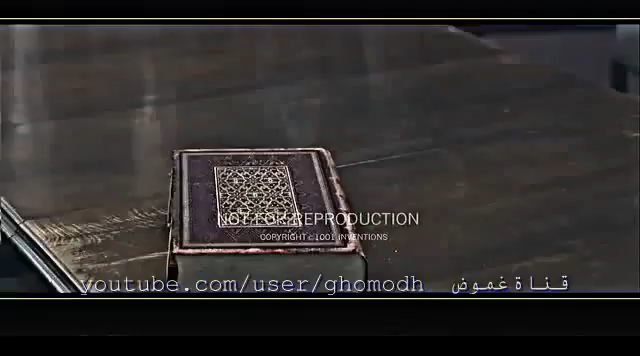 NOT FOR REPRODUCTION
COPYRIGHT 1001 INVENTIONS
youtube.com/user/ghomodh قناة غموض